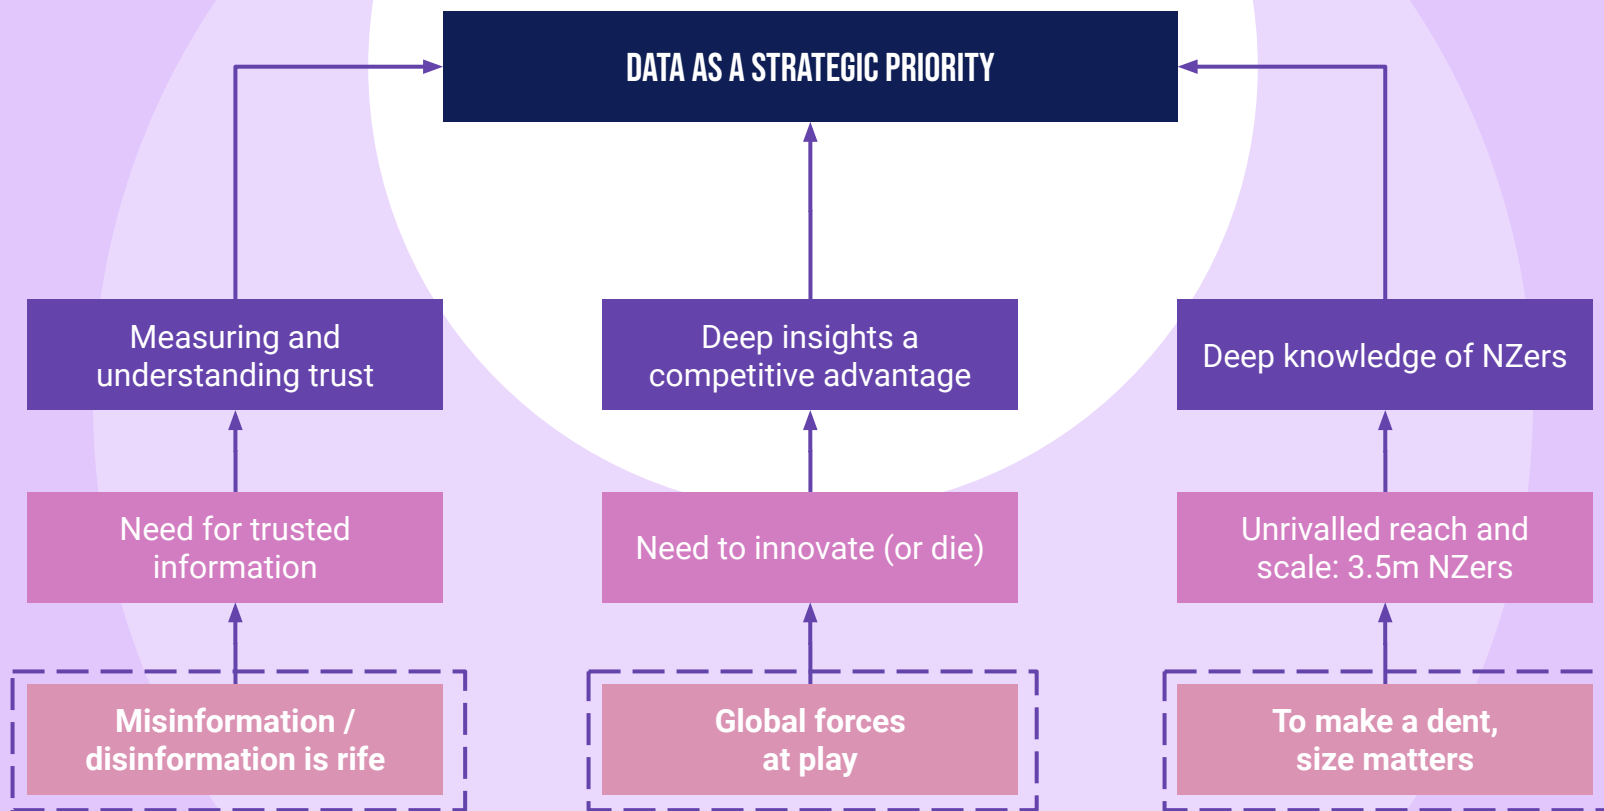 DATA AS A STRATEGIC PRIORITY
Measuring and
understanding trust
Deep insights a
competitive advantage
Deep knowledge of NZers
Need for trusted
information
Need to innovate (or die)
Unrivalled reach and
scale: 3.5m NZers
Misinformation /
disinformation is rife
Global forces
at play
To make a dent,
size matters